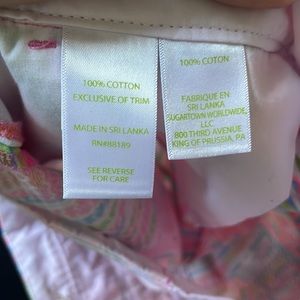 100% COTTON
EXCLUSIVE OF TRIM
MADE IN SRI LANKA
RN#88189
SEE REVERSE
FOR CARE
100% COTTON
FABRIQUE EN
SRI LANKA
SUGARTOWN WORLDWIDE,
LLC
800 THIRD AVENUE
KING OF PRUSSIA, PA